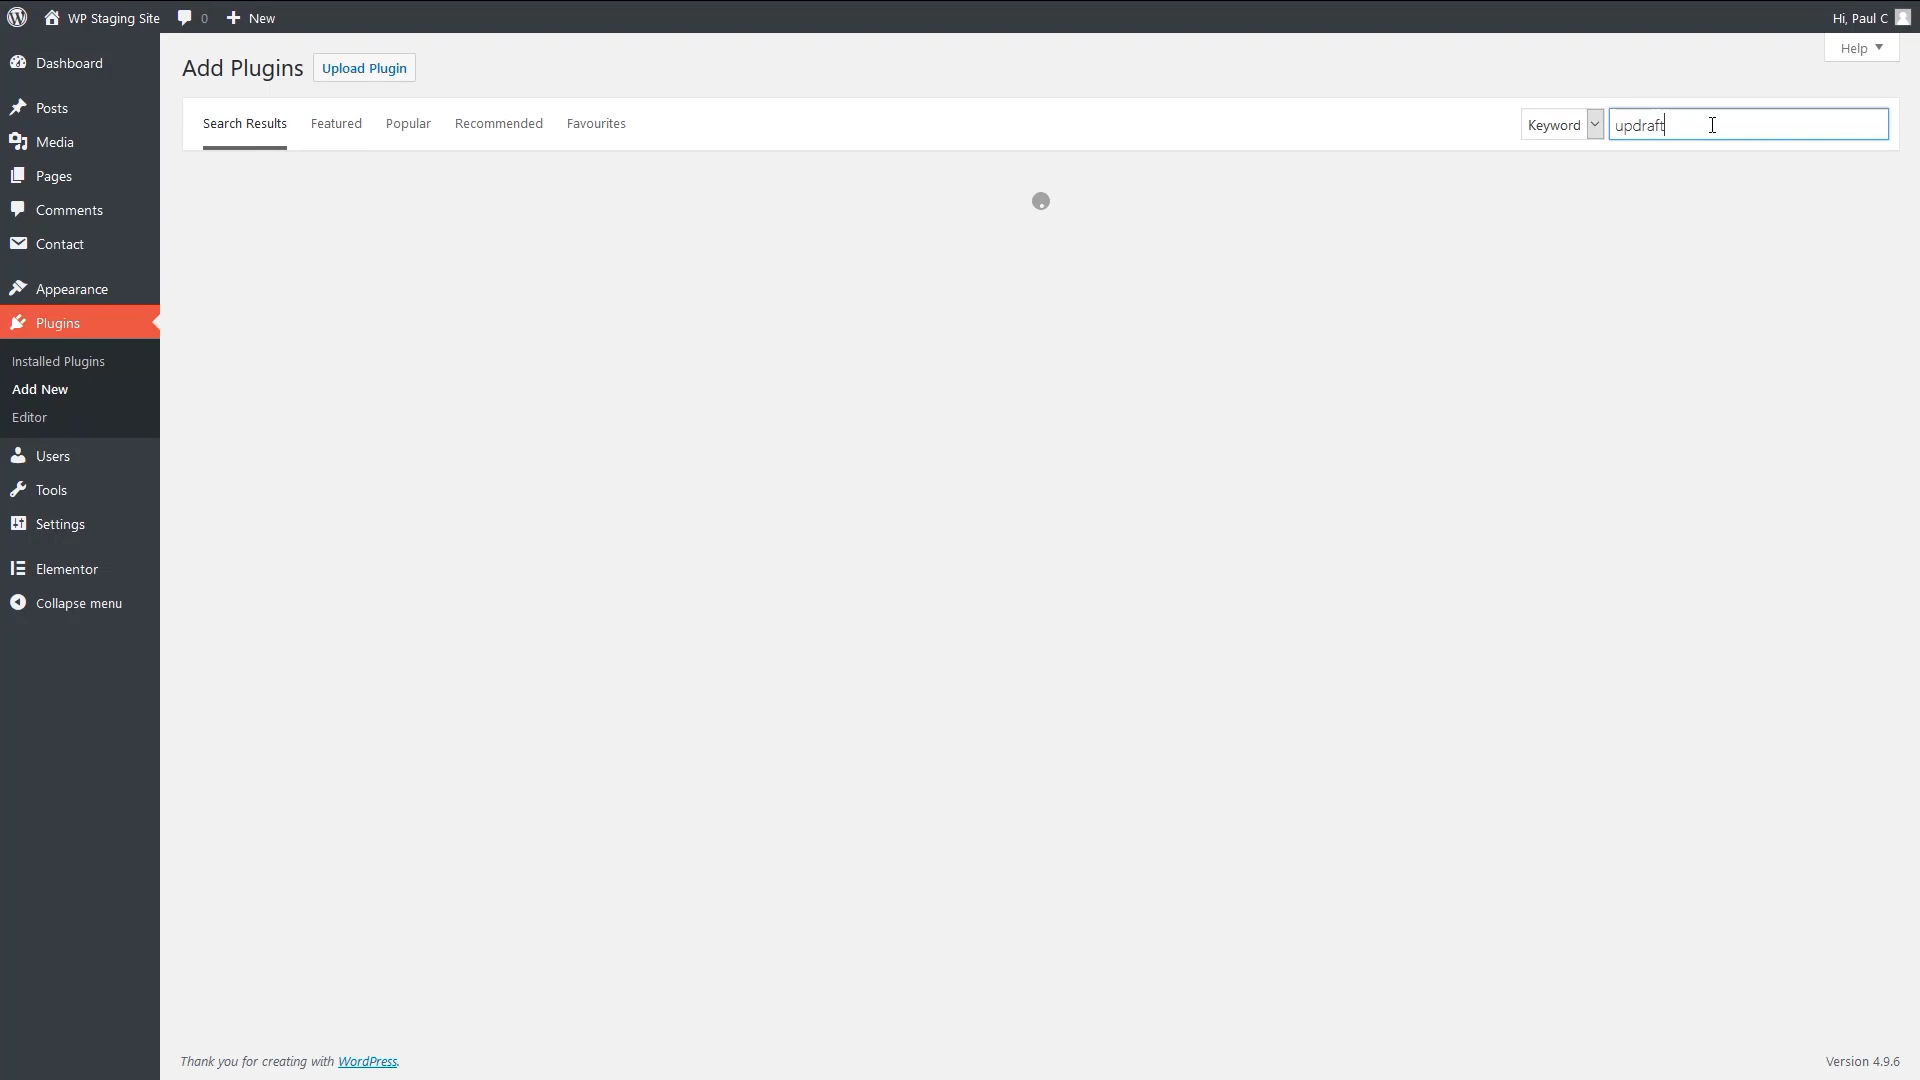 WP Staging Site 0 New Hi, Paul C
Help
Add Plugins Upload Plugin
Search Results Featured Popular Recommended Favourites Keyword updraft
Dashboard
Posts
Media
Pages
Comments
Contact
Appearance
Plugins
Installed Plugins
Add New
Editor
Users
Tools
Settings
Elementor
Collapse menu
Thank you for creating with WordPress. Version 4.9.6